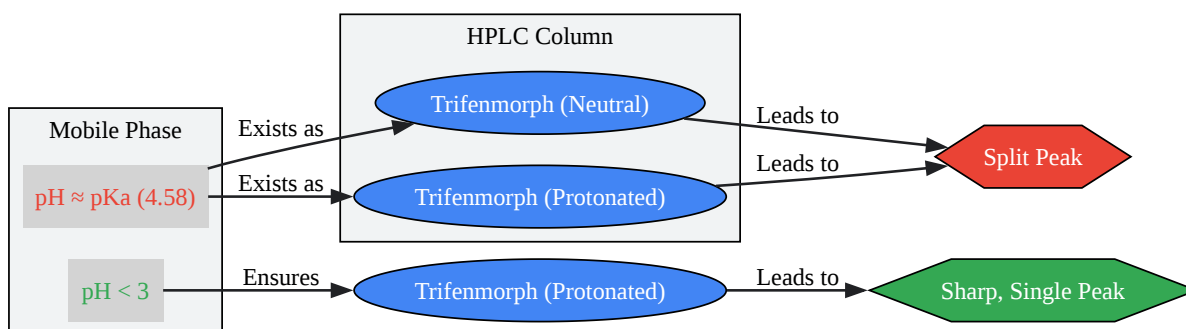 HPLC Column
Trifenmorph (Neutral)
Leads to
Mobile Phase
Exists as
Split Peak
Leads to
pH ≈ pKa (4.58)
Exists as
Trifenmorph (Protonated)
pH < 3
Ensures
Trifenmorph (Protonated)
Leads to
Sharp, Single Peak